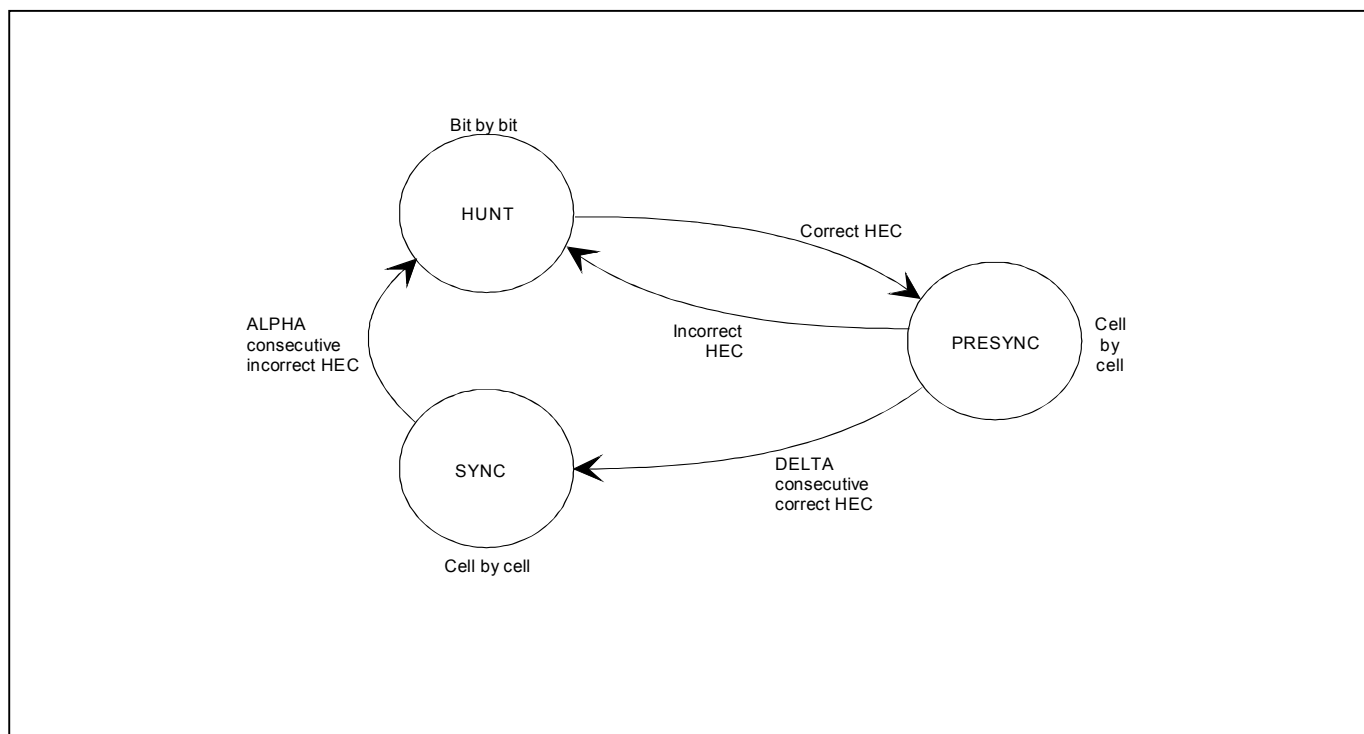 Bit by bit
HUNT
Correct HEC
ALPHA
consecutive
incorrect HEC
Incorrect
HEC
PRESYNC
Cell
by
cell
SYNC
DELTA
consecutive
correct HEC
Cell by cell